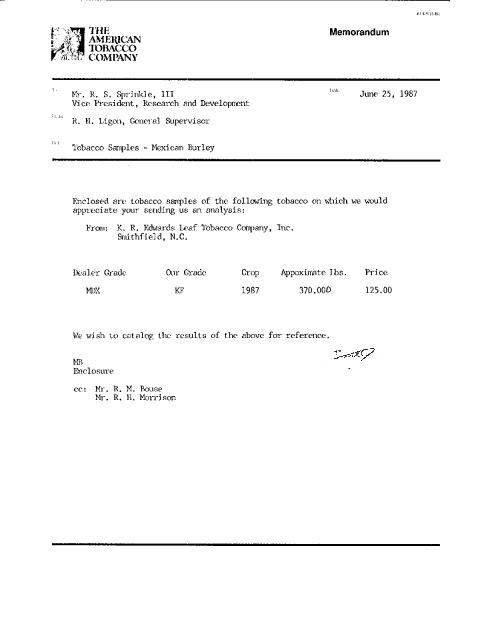 THE
AMERICAN
TOBACCO
COMPANY
Memorandum
Mr. R. S. Sprinkle, III
Vice President, Research and Development
Date
June 25, 1987
R. H. Ligon, General Supervisor
Tobacco Samples - Mexican Burley
Enclosed are tobacco samples of the following tobacco on which we would
appreciate your sending us an analysis:
From: K. R. Edwards Leaf Tobacco Company, Inc.
Smithfield, N.C.
Dealer Grade Our Grade Crop Appoximate Lbs. Price
KF 1987 370.000 125.00
We wish to catalog the results of the above for reference.
MB
Enclosure
cc: Mr. R. M. Bouse
Mr. R. N. Morrison